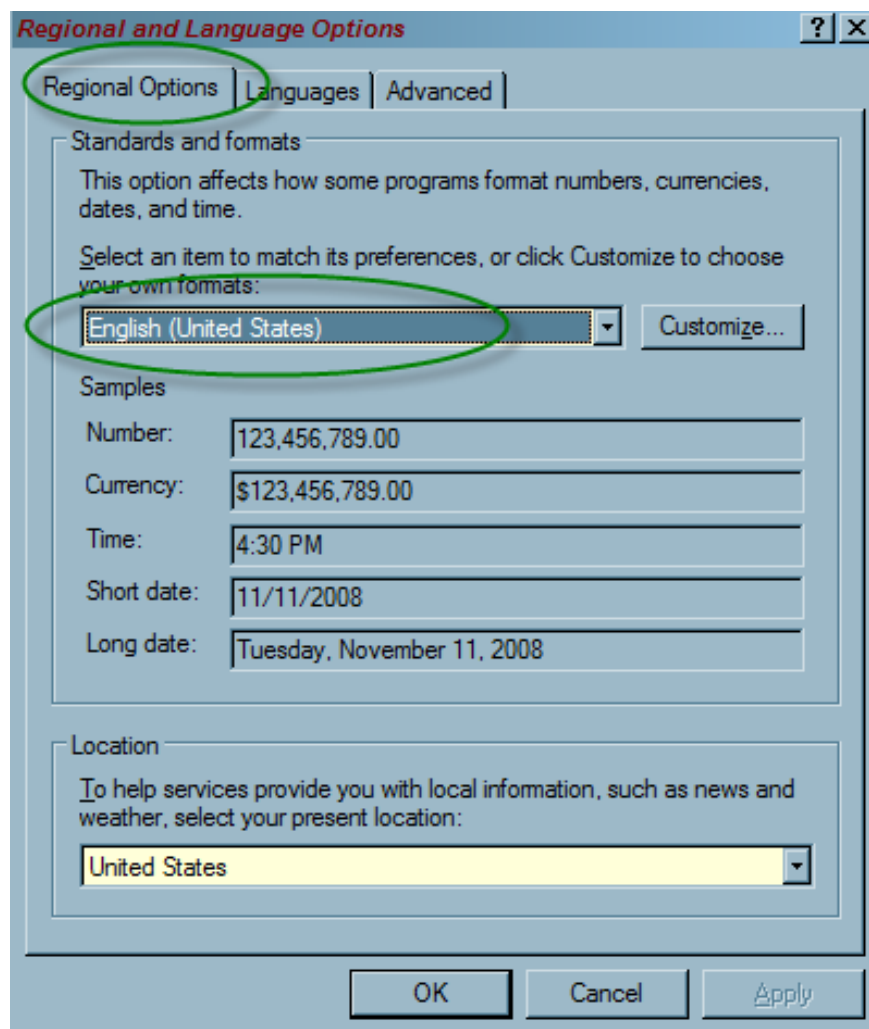 Regional and Language Options
Regional Options Languages Advanced
Standards and formats
This option affects how some programs format numbers, currencies,
dates, and time.
Select an item to match its preferences, or click Customize to choose
your own formats:
English (United States) Customize...
Samples
Number: 123,456,789.00
Currency: $123,456,789.00
Time: 4:30 PM
Short date: 11/11/2008
Long date: Tuesday, November 11, 2008
Location
To help services provide you with local information, such as news and
weather, select your present location:
United States
OK Cancel Apply